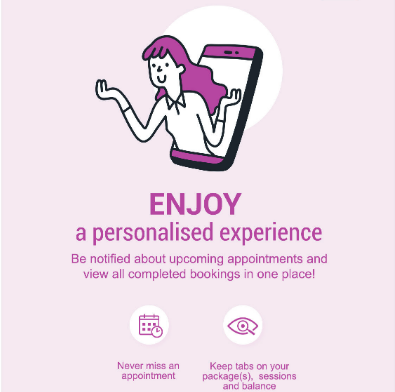 ENJOY
a personalised experience
Be notified about upcoming appointments and
view all completed bookings in one place!
Never miss an
appointment
Keep tabs on your
package(s), sessions
and balance